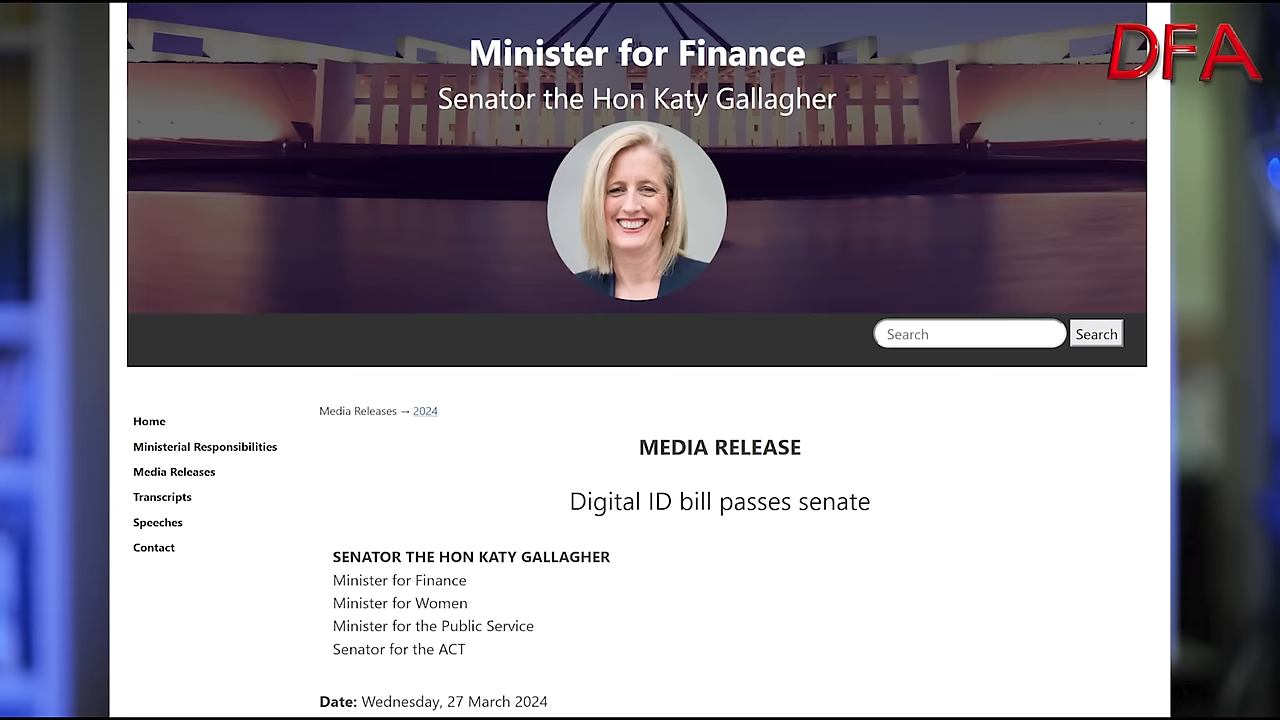 Minister for Finance
DFA
Senator the Hon Katy Gallagher
Search Search
Media Releases → 2024
Home
Ministerial Responsibilities
Media Releases
Transcripts
Speeches
Contact
MEDIA RELEASE
Digital ID bill passes senate
SENATOR THE HON KATY GALLAGHER
Minister for Finance
Minister for Women
Minister for the Public Service
Senator for the ACT
Date: Wednesday, 27 March 2024